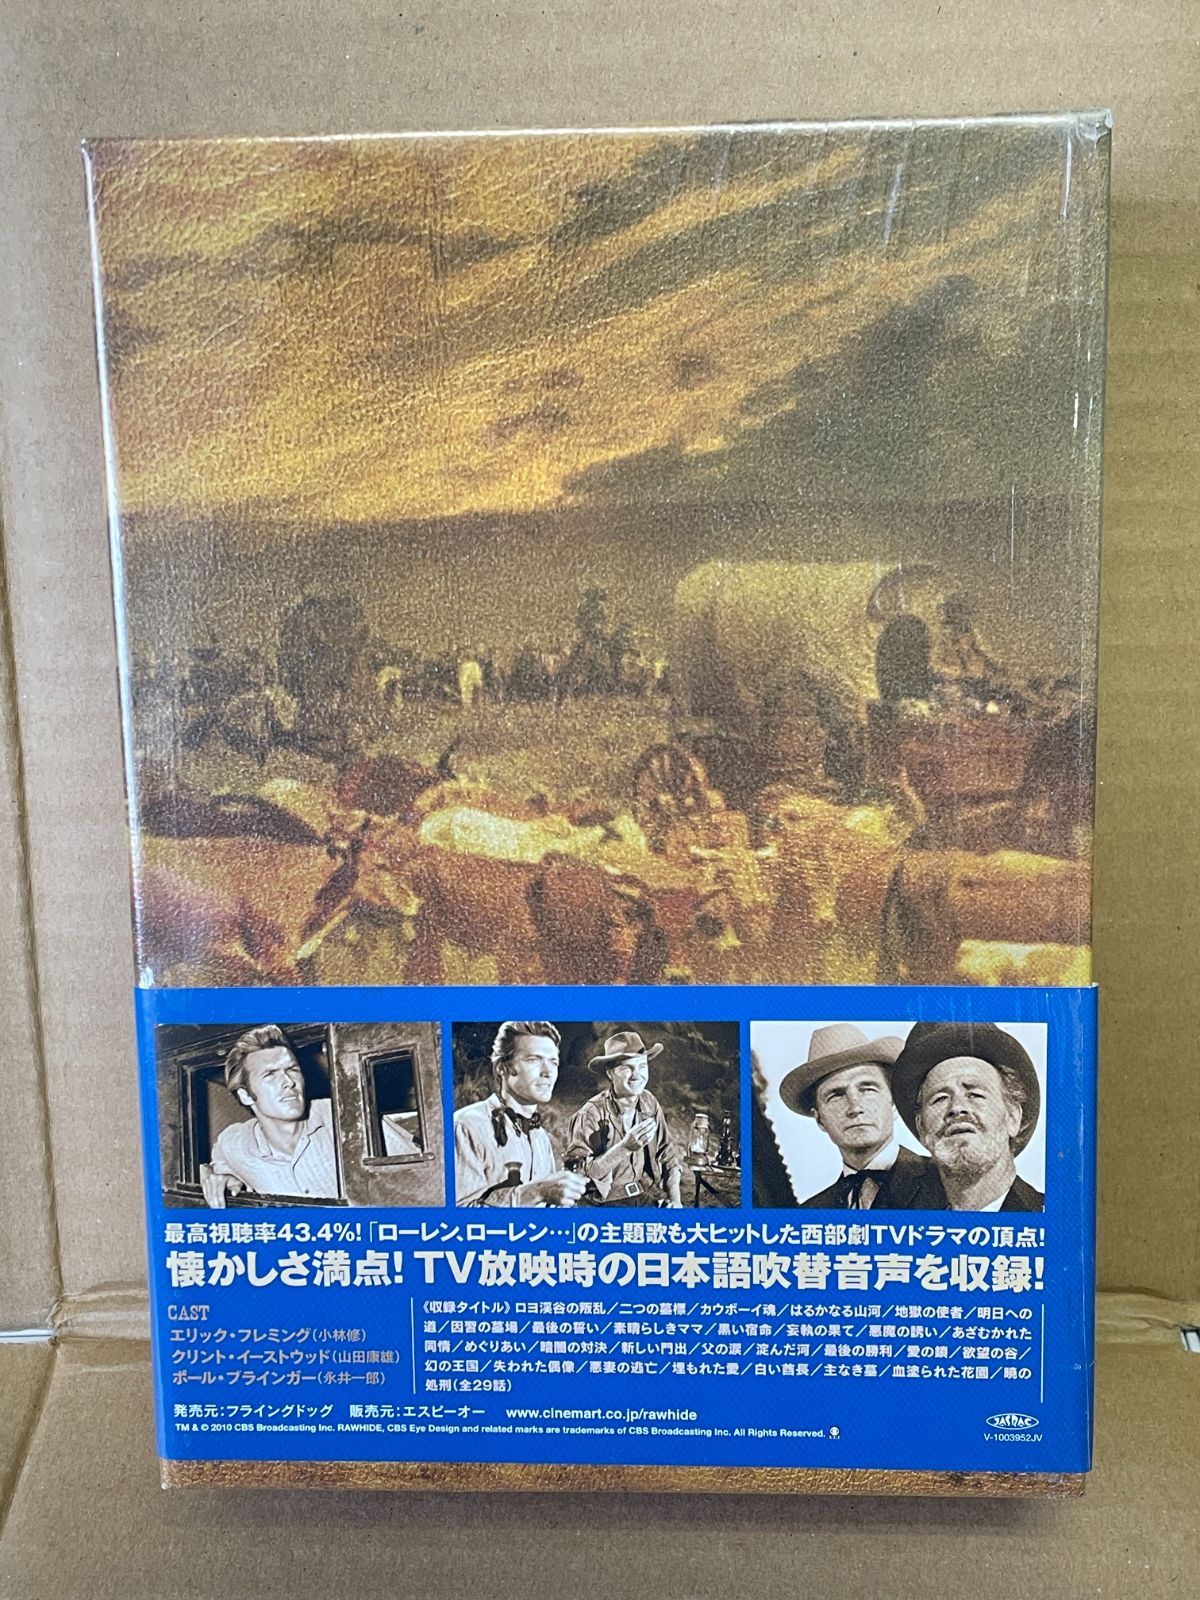 最高視聴率43.4%!「ローレン、ローレン…」の主題歌も大ヒットした西部劇TVドラマの頂点!
懐かしさ満点! TV放映時の日本語吹替音声を収録!
CAST
エリック・フレミング(小林修)
クリント・イーストウッド(山田康雄)
ポール・ブラインガー(永井一郎)
《収録タイトル》ロヨ渓谷の叛乱/二つの墓標/カウボーイ魂/はるかなる山河/地獄の使者/明日への
道/因習の墓場/最後の誓い/素晴らしきママ/黒い宿命/妄執の果て/悪魔の誘い/あざむかれた
同情/めぐりあい/暗闇の対決/新しい門出/父の涙/淀んだ河/最後の勝利/愛の鎖/欲望の谷/
幻の王国/失われた偶像/悪妻の逃亡/埋もれた愛/白い酋長/主なき墓/血塗られた花園/暁の
処刑(全29話)
発売元:フライングドッグ 販売元:エスピーオー www.cinemart.co.jp/rawhide
TM & © 2010 CBS Broadcasting Inc. RAWHIDE, CBS Eye Design and related marks are trademarks of CBS Broadcasting Inc. All Rights Reserved.
JASRAC
V-1003952JV